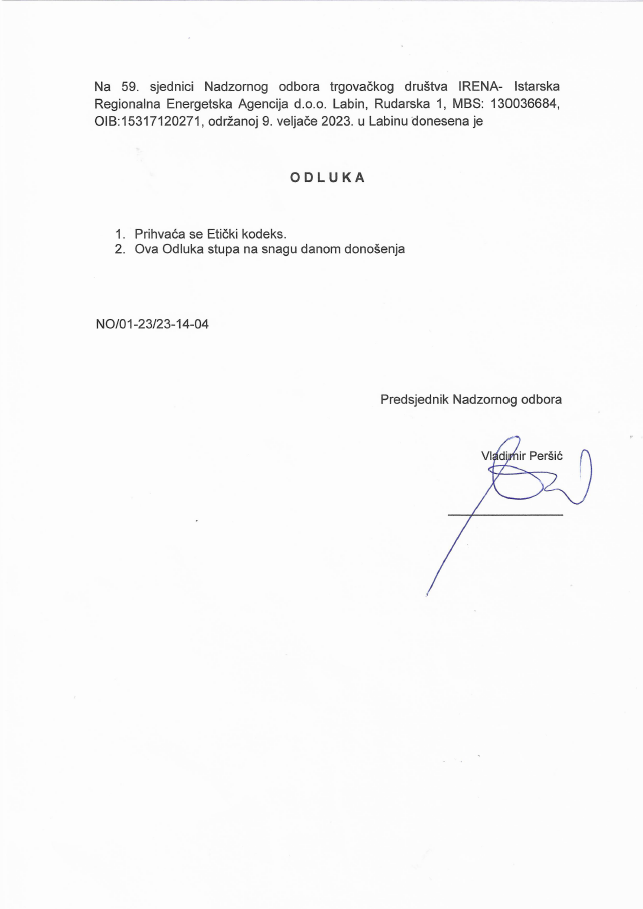 Na 59. sjednici Nadzornog odbora trgovačkog društva IRENA- Istarska
Regionalna Energetska Agencija d.o.o. Labin, Rudarska 1, MBS: 130036684,
OIB:15317120271, održanoj 9. veljače 2023. u Labinu donesena je
O D L U K A
1. Prihvaća se Etički kodeks.
2. Ova Odluka stupa na snagu danom donošenja
NO/01-23/23-14-04
Predsjednik Nadzornog odbora
Vladimir Peršić